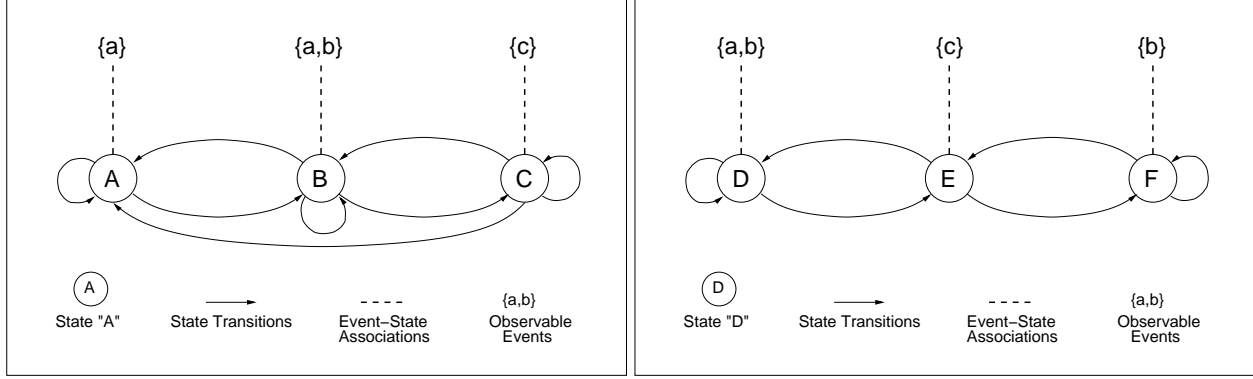 {a} {a,b} {c}
A B C
A
{a,b}
State "A" State Transitions Event−State Associations Observable Events
{a,b} {c} {b}
D E F
D
{a,b}
State "D" State Transitions Event−State Associations Observable Events